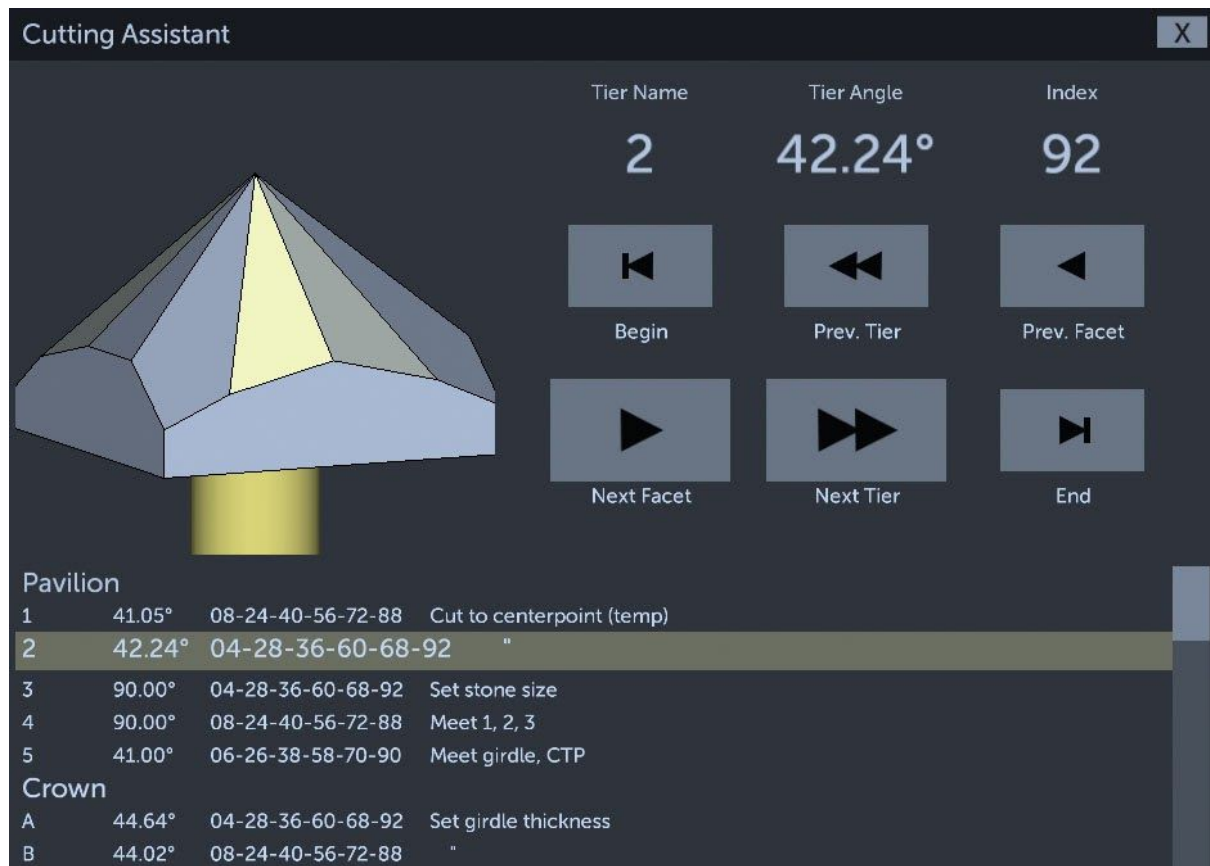 Cutting Assistant X
Tier Name Tier Angle Index
2 42.24° 92
Begin Prev. Tier Prev. Facet
Next Facet Next Tier End
Pavilion
1 41.05° 08-24-40-56-72-88 Cut to centerpoint (temp)
2 42.24° 04-28-36-60-68-92 "
3 90.00° 04-28-36-60-68-92 Set stone size
4 90.00° 08-24-40-56-72-88 Meet 1, 2, 3
5 41.00° 06-26-38-58-70-90 Meet girdle, CTP
Crown
A 44.64° 04-28-36-60-68-92 Set girdle thickness
B 44.02° 08-24-40-56-72-88 "